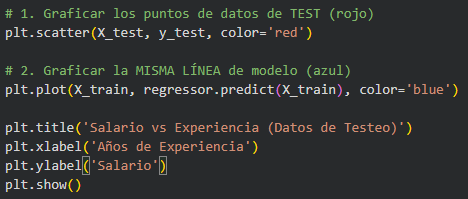 # 1. Graficar los puntos de datos de TEST (rojo)
plt.scatter(X_test, y_test, color='red')
# 2. Graficar la MISMA LÍNEA de modelo (azul)
plt.plot(X_train, regressor.predict(X_train), color='blue')
plt.title('Salario vs Experiencia (Datos de Testeo)')
plt.xlabel('Años de Experiencia')
plt.ylabel('Salario')
plt.show()